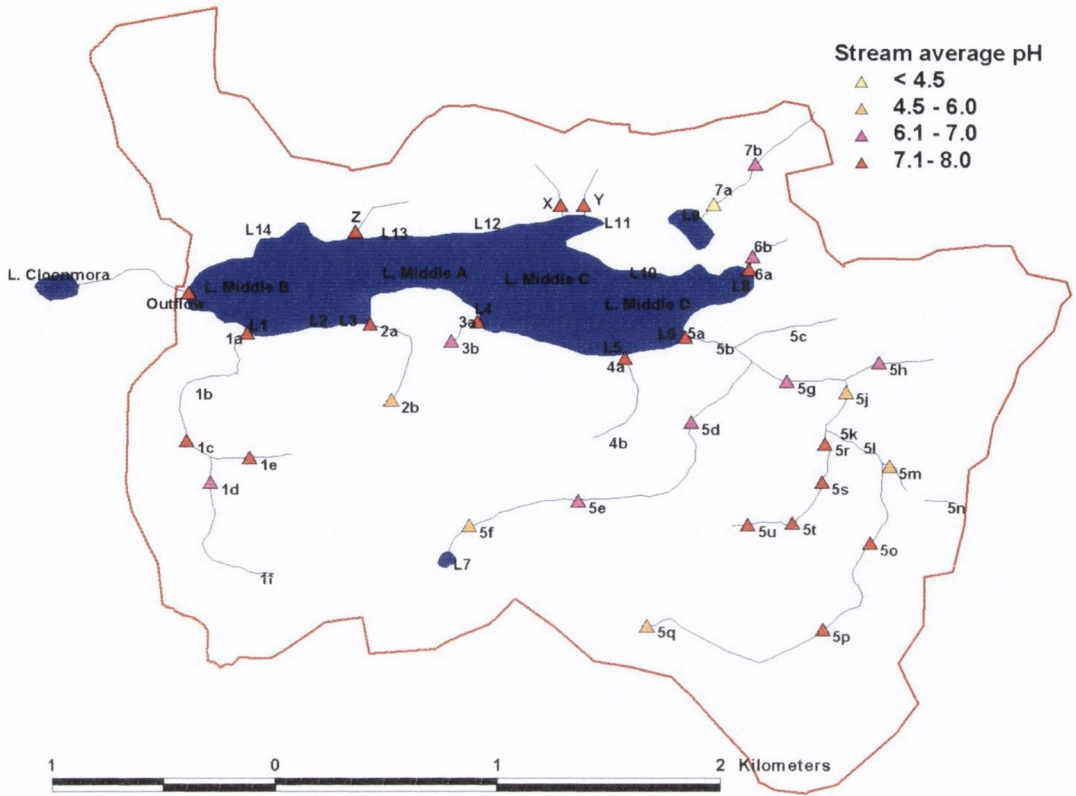 Stream average pH
< 4.5
4.5 - 6.0
6.1 - 7.0
7.1- 8.0
7b
7a
X
Y
L9
Z
L11
L12
L13
L14
6b
L. Cloonmora
L. Middle A
L. Middle C
L10
6a
L. Middle B
L8
Outflow
L. Middle D
L4
L1
L2
L3
3a
L6
5a
1a
2a
5c
3b
L5
5b
4a
5h
5g
1b
5j
2b
5d
4b
5k
1c
5r
5l
1e
5m
1d
5s
5e
5n
5f
5u
5t
5o
L7
1f
5q
5p
1
0
1
2 Kilometers